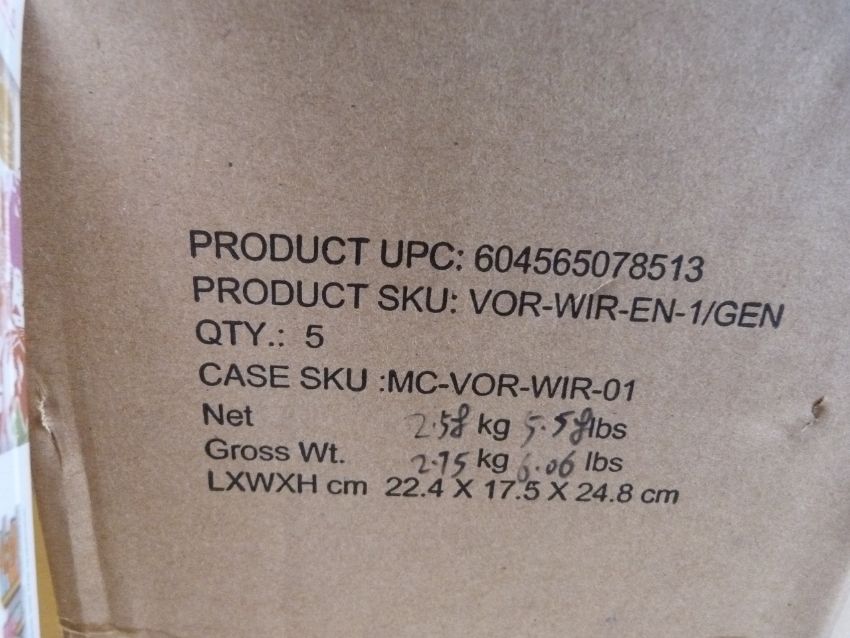 PRODUCT UPC: 604565078513
PRODUCT SKU: VOR-WIR-EN-1/GEN
QTY.: 5
CASE SKU :MC-VOR-WIR-01
Net 2.58 kg 5.58 lbs
Gross Wt. 2.75 kg 6.06 lbs
LXWXH cm 22.4 X 17.5 X 24.8 cm